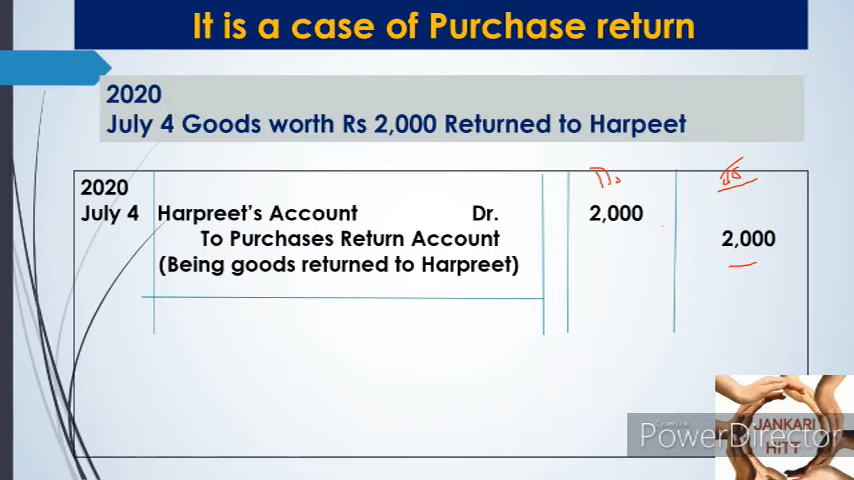 It is a case of Purchase return
2020
July 4 Goods worth Rs 2,000 Returned to Harpeet
2020
July 4 Harpreet's Account Dr. 2,000
To Purchases Return Account 2,000
(Being goods returned to Harpreet)
JANKARI
HiTT
CyberLink
PowerDirector